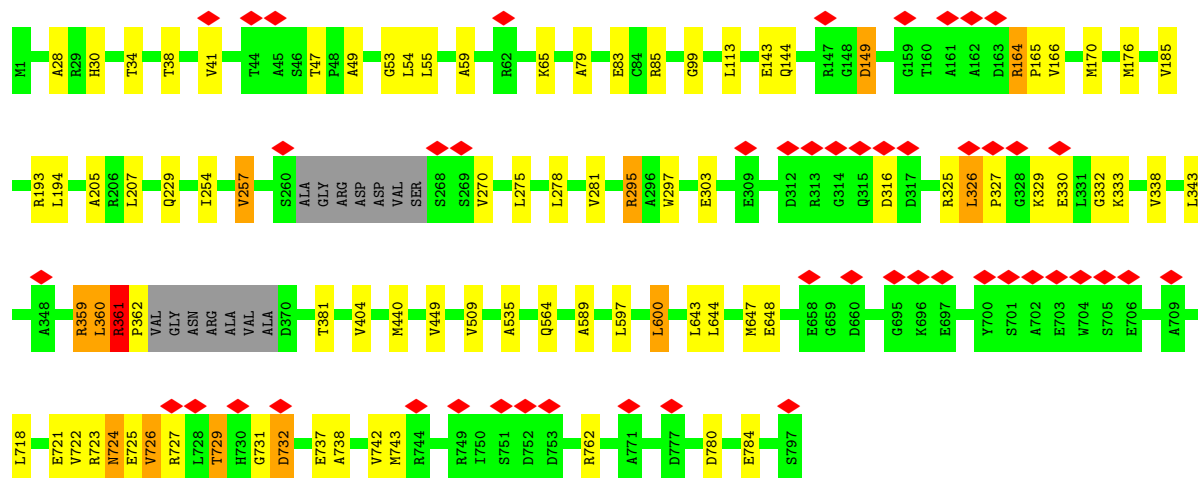 M1 A28 R29 H30 T34 T38 V41 T44 A45 S46 T47 P48 A49 G53 L54 L55 A59 R62 K65 A79 E83 C84 R85 G99 L113 E143 Q144 R147 G148 D149 G159 T160 A161 A162 D163 R164 P165 V166 M170 M176 V185
R193 L194 A205 R206 L207 Q229 I254 V257 S260 ALA GLY ARG ASP ASP VAL SER S268 S269 V270 L275 L278 V281 R295 A296 W297 E303 E309 D312 R313 G314 Q315 D316 D317 R325 L326 P327 G328 K329 E330 L331 G332 K333 V338 L343
A348 R359 L360 R361 P362 VAL GLY ASN ARG ALA VAL ALA D370 T381 V404 M440 V449 V509 A535 Q564 A589 L597 L600 L643 L644 M647 E648 E658 G659 D660 G695 K696 E697 Y700 S701 A702 E703 W704 S705 E706 A709
L718 E721 V722 R723 N724 E725 V726 R727 L728 T729 H730 G731 D732 E737 A738 V742 M743 R744 R749 I750 S751 D752 D753 R762 A771 D777 D780 E784 S797